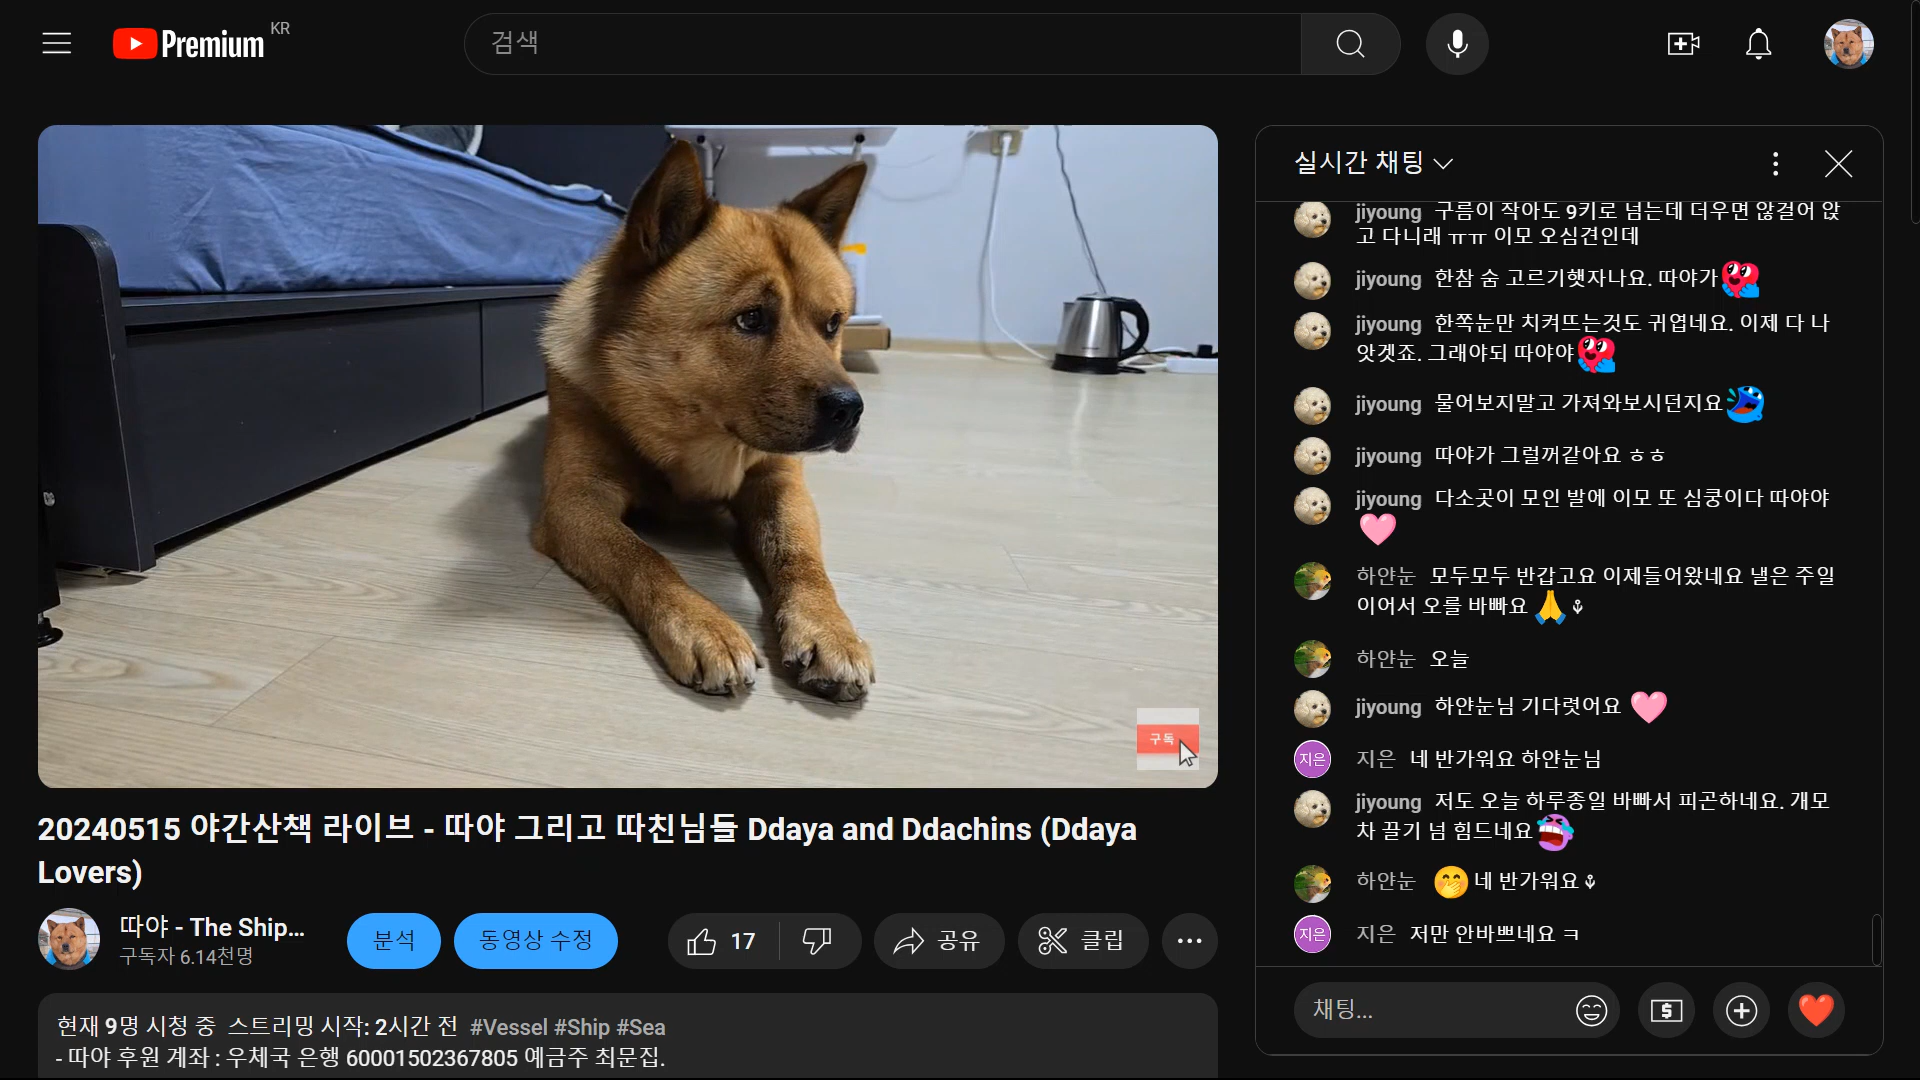 Premium KR
검색
실시간 채팅
jiyoung 구름이 작아도 9키로 넘는데 더우면 않걸어 앉
고 다니래 ㅠㅠ 이모 오십견인데
jiyoung 한참 숨 고르기햇자나요. 따야가
jiyoung 한쪽눈만 치켜뜨는것도 귀엽네요. 이제 다 나
앗겟죠. 그래야되 따야야
jiyoung 물어보지말고 가져와보시던지요
jiyoung 따야가 그럴꺼같아요 ㅎㅎ
jiyoung 다소곳이 모인 발에 이모 또 심쿵이다 따야야
하얀눈 모두모두 반갑고요 이제들어왔네요 낼은 주일
이어서 오를 바빠요
하얀눈 오늘
jiyoung 하얀눈님 기다렷어요
지은 지은 네 반가워요 하얀눈님
jiyoung 저도 오늘 하루종일 바빠서 피곤하네요. 개모
차 끌기 넘 힘드네요
하얀눈 네 반가워요
지은 지은 저만 안바쁘네요 ㅋ
채팅...
구독
20240515 야간산책 라이브 - 따야 그리고 따친님들 Ddaya and Ddachins (Ddaya
Lovers)
따야 - The Ship...
구독자 6.14천명
분석
동영상 수정
17
공유
클립
현재 9명 시청 중 스트리밍 시작: 2시간 전 #Vessel #Ship #Sea
- 따야 후원 계좌 : 우체국 은행 60001502367805 예금주 최문집.